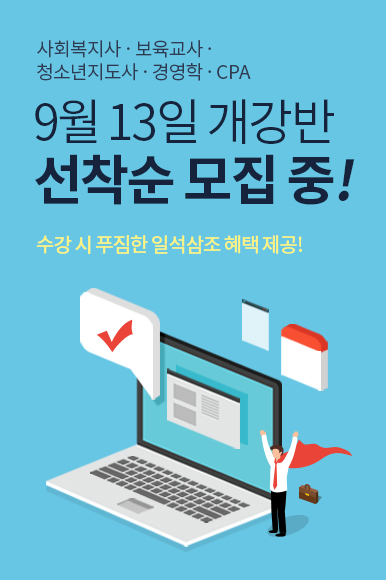 사회복지사 · 보육교사 ·
청소년지도사 · 경영학 · CPA
9월 13일 개강반
선착순 모집 중!
수강 시 푸짐한 일석삼조 혜택 제공!